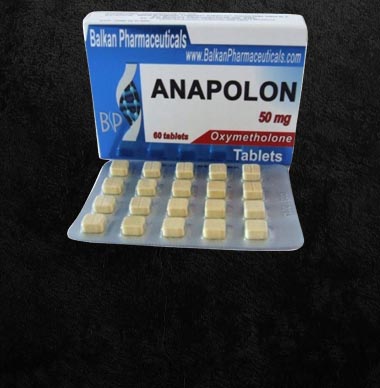 Balkan Pharmaceuticals
www.BalkanPharmaceuticals.com
BP
ANAPOLON
50 mg
60 tablets
Oxymetholone
Tablets